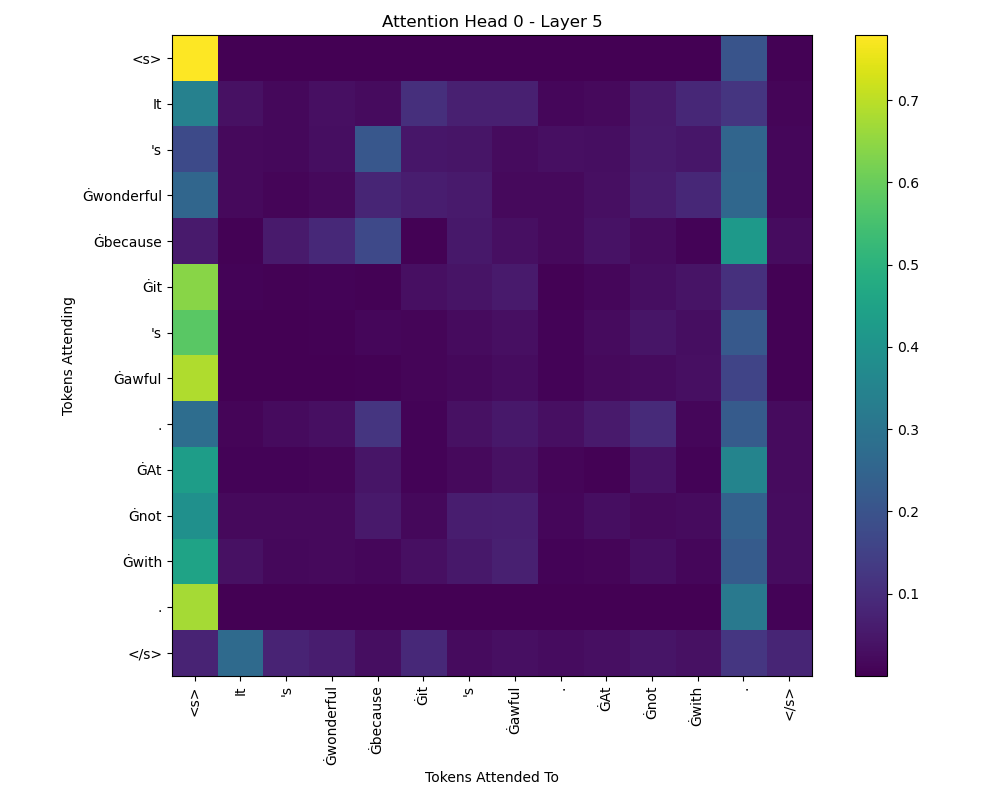 Attention Head 0 - Layer 5
<s>
It
's
Ġwonderful
Ġbecause
Ġit
's
Ġawful
.
ĠAt
Ġnot
Ġwith
.
</s>
Tokens Attending
<s>
It
's
Ġwonderful
Ġbecause
Ġit
's
Ġawful
.
ĠAt
Ġnot
Ġwith
.
</s>
Tokens Attended To
0.7
0.6
0.5
0.4
0.3
0.2
0.1